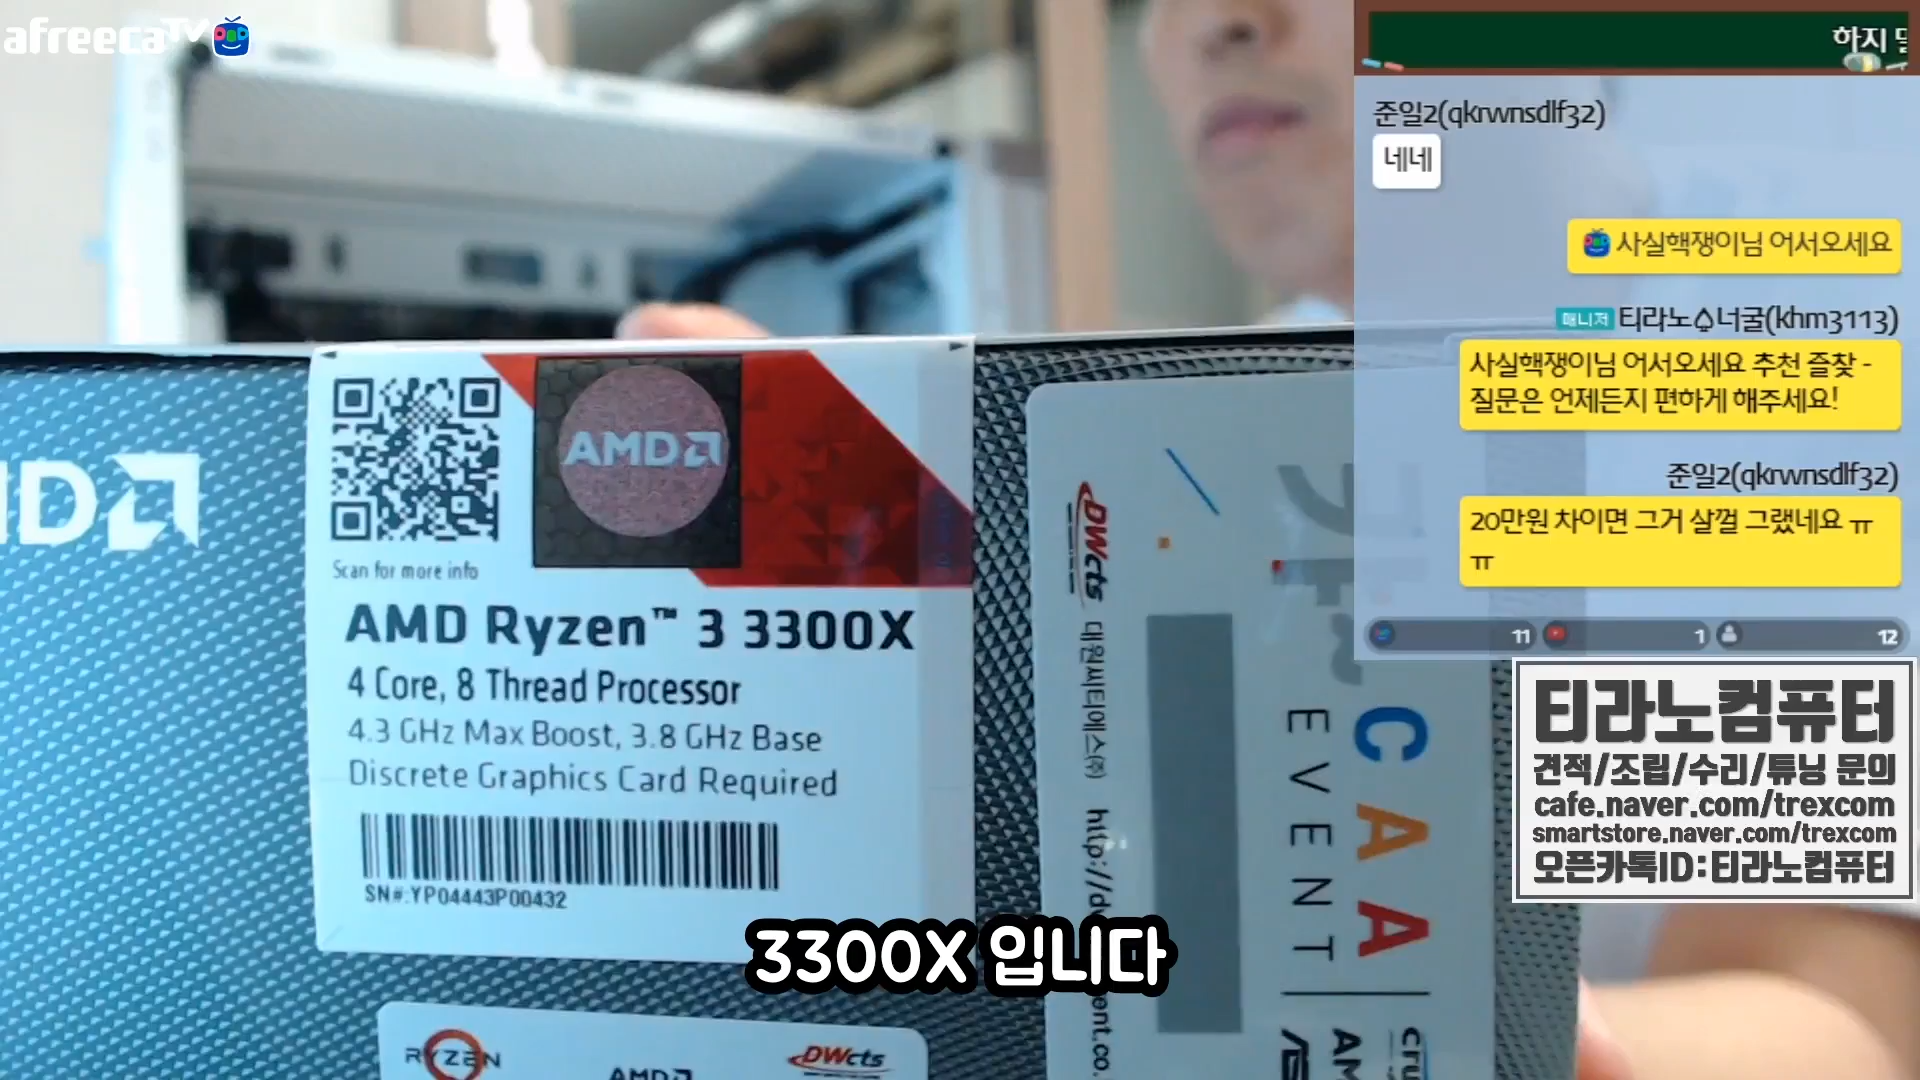 afreecaTV
하지
준일2(qkrwnsdlf32)
네네
사실핵쟁이님 어서오세요
매니저 티라노♤너굴(khm3113)
사실핵쟁이님 어서오세요 추천 즐찾 -
질문은 언제든지 편하게 해주세요!
준일2(qkrwnsdlf32)
20만원 차이면 그거 살껄 그랬네요 ㅠ
ㅠ
11
1
12
티라노컴퓨터
견적/조립/수리/튜닝 문의
cafe.naver.com/trexcom
smartstore.naver.com/trexcom
오픈카톡ID:티라노컴퓨터
AMD
Scan for more info
AMD Ryzen™ 3 3300X
4 Core, 8 Thread Processor
4.3 GHz Max Boost, 3.8 GHz Base
Discrete Graphics Card Required
SN#:YP04443P00432
DWcts 대원씨티에스(주)
CAA
EVENT
3300X 입니다
RYZEN
AMD
DWcts